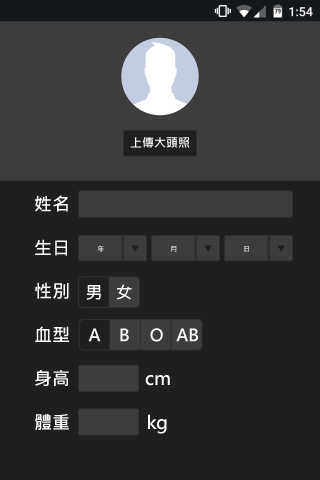 1:54
上傳大頭照
姓名
生日 年 月 日
性別 男 女
血型 A B O AB
身高 cm
體重 kg